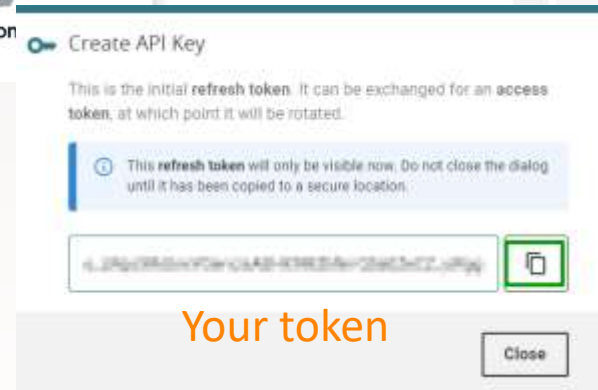 on
Create API Key
This is the initial refresh token. It can be exchanged for an access
token, at which point it will be rotated.
This refresh token will only be visible now. Do not close the dialog
until it has been copied to a secure location.
Your token
Close